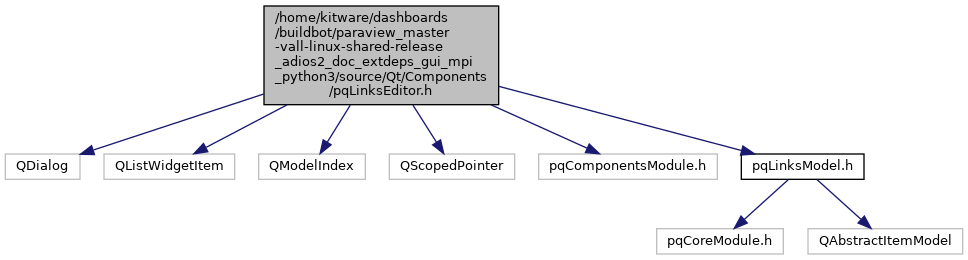 /home/kitware/dashboards
/buildbot/paraview_master
-vall-linux-shared-release
_adios2_doc_extdeps_gui_mpi
_python3/source/Qt/Components
/pqLinksEditor.h
QDialog
QListWidgetItem
QModelIndex
QScopedPointer
pqComponentsModule.h
pqLinksModel.h
pqCoreModule.h
QAbstractItemModel